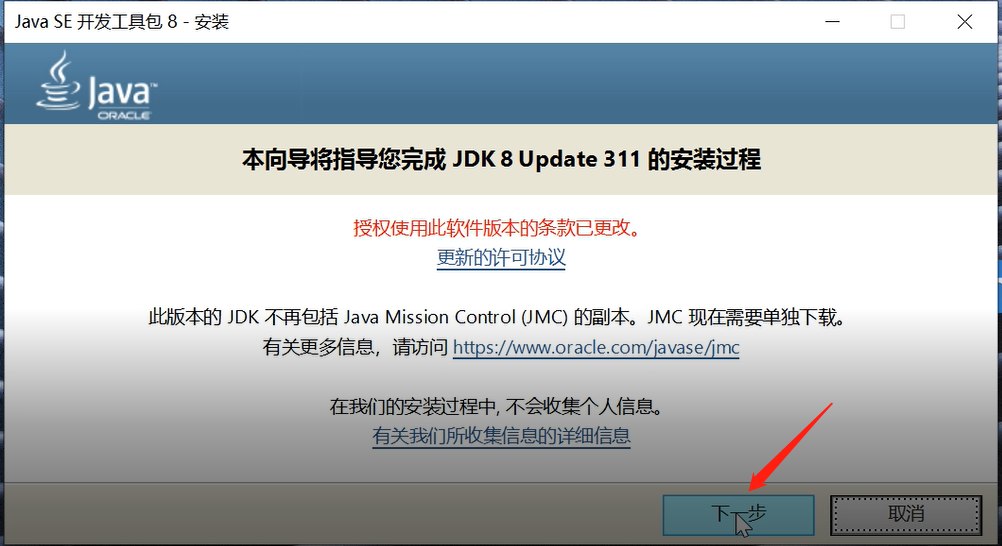 Java SE 开发工具包 8 - 安装
Java™
ORACLE
本向导将指导您完成 JDK 8 Update 311 的安装过程
授权使用此软件版本的条款已更改。
更新的许可协议
此版本的 JDK 不再包括 Java Mission Control (JMC) 的副本。JMC 现在需要单独下载。
有关更多信息，请访问 https://www.oracle.com/javase/jmc
在我们的安装过程中, 不会收集个人信息。
有关我们所收集信息的详细信息
下一步
取消